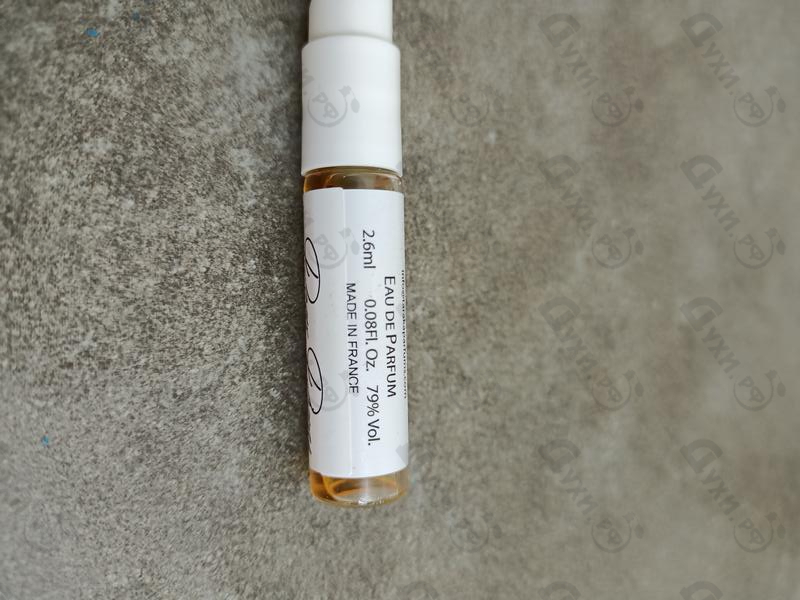 EAU DE PARFUM
2.6ml 0.08Fl. Oz. 79% Vol.
MADE IN FRANCE
Духи.рф